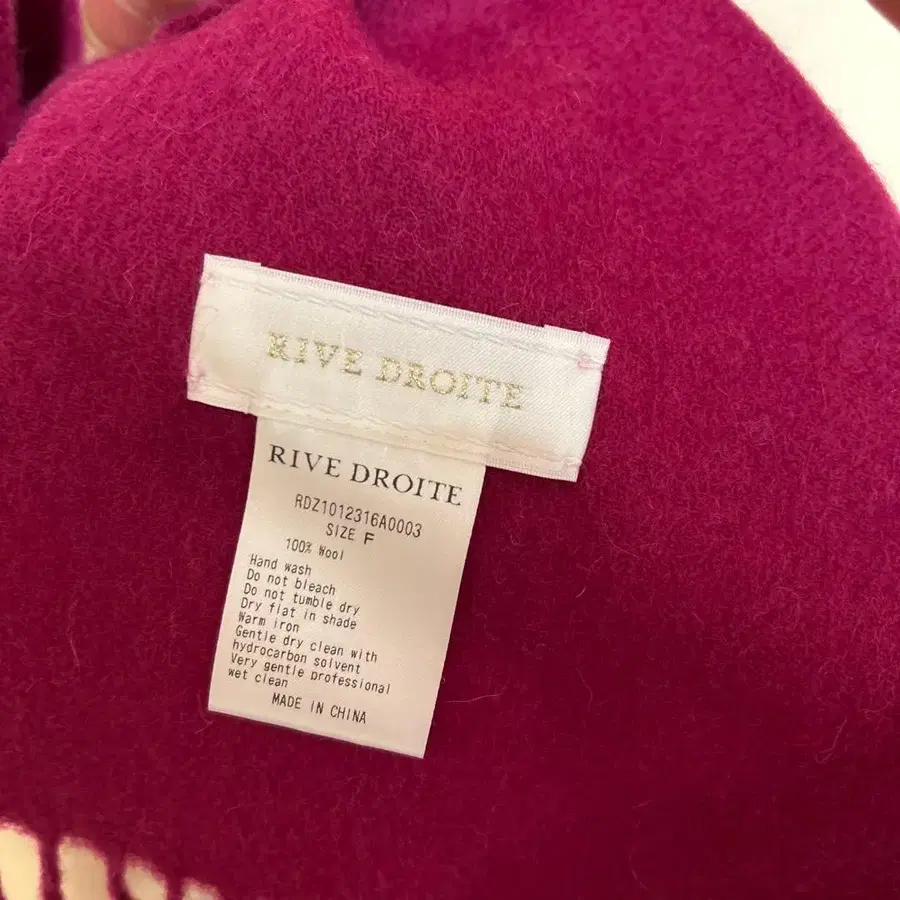 RIVE DROITE
RIVE DROITE
RDZ1012316A0003
SIZE F
100% Wool
Hand wash
Do not bleach
Do not tumble dry
Dry flat in shade
Warm iron
Gentle dry clean with
hydrocarbon solvent
Very gentle professional
wet clean
MADE IN CHINA